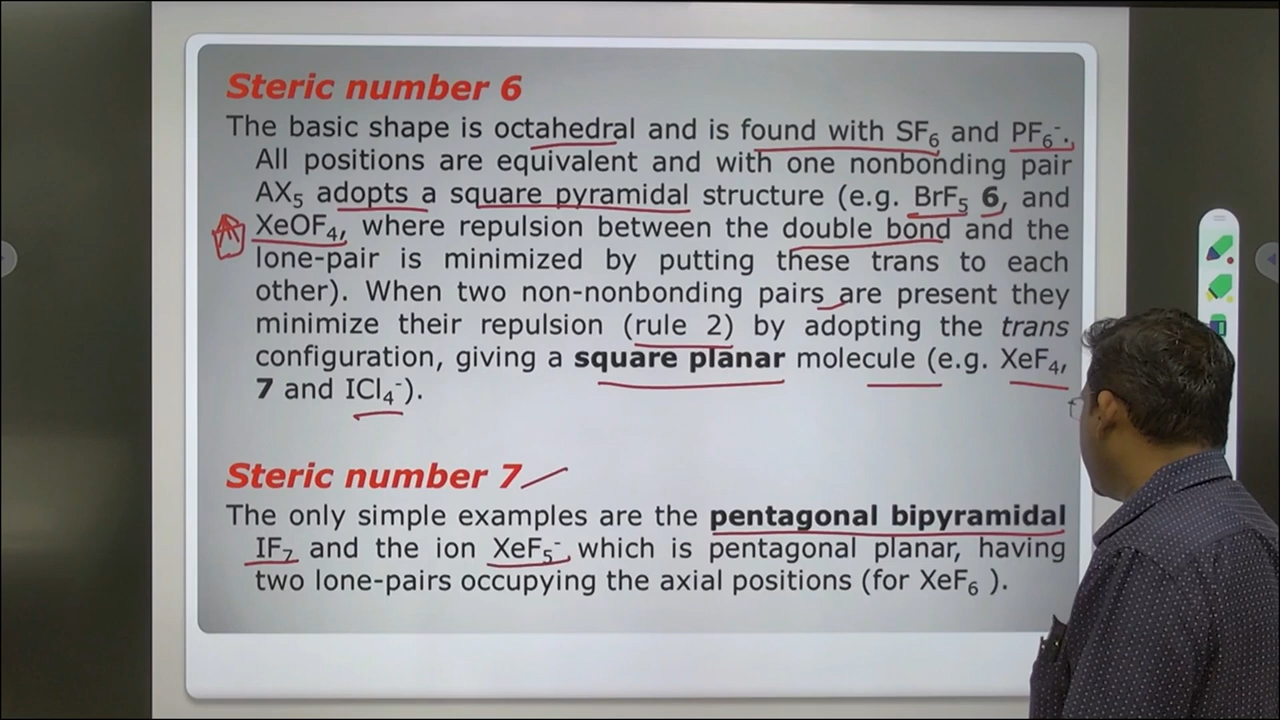 Steric number 6
The basic shape is octahedral and is found with SF₆ and PF₆⁻.
All positions are equivalent and with one nonbonding pair
AX₅ adopts a square pyramidal structure (e.g. BrF₅ 6, and
XeOF₄, where repulsion between the double bond and the
lone-pair is minimized by putting these trans to each
other). When two non-nonbonding pairs are present they
minimize their repulsion (rule 2) by adopting the trans
configuration, giving a square planar molecule (e.g. XeF₄,
7 and ICl₄⁻).
Steric number 7
The only simple examples are the pentagonal bipyramidal
IF₇ and the ion XeF₅⁻ which is pentagonal planar, having
two lone-pairs occupying the axial positions (for XeF₆ ).